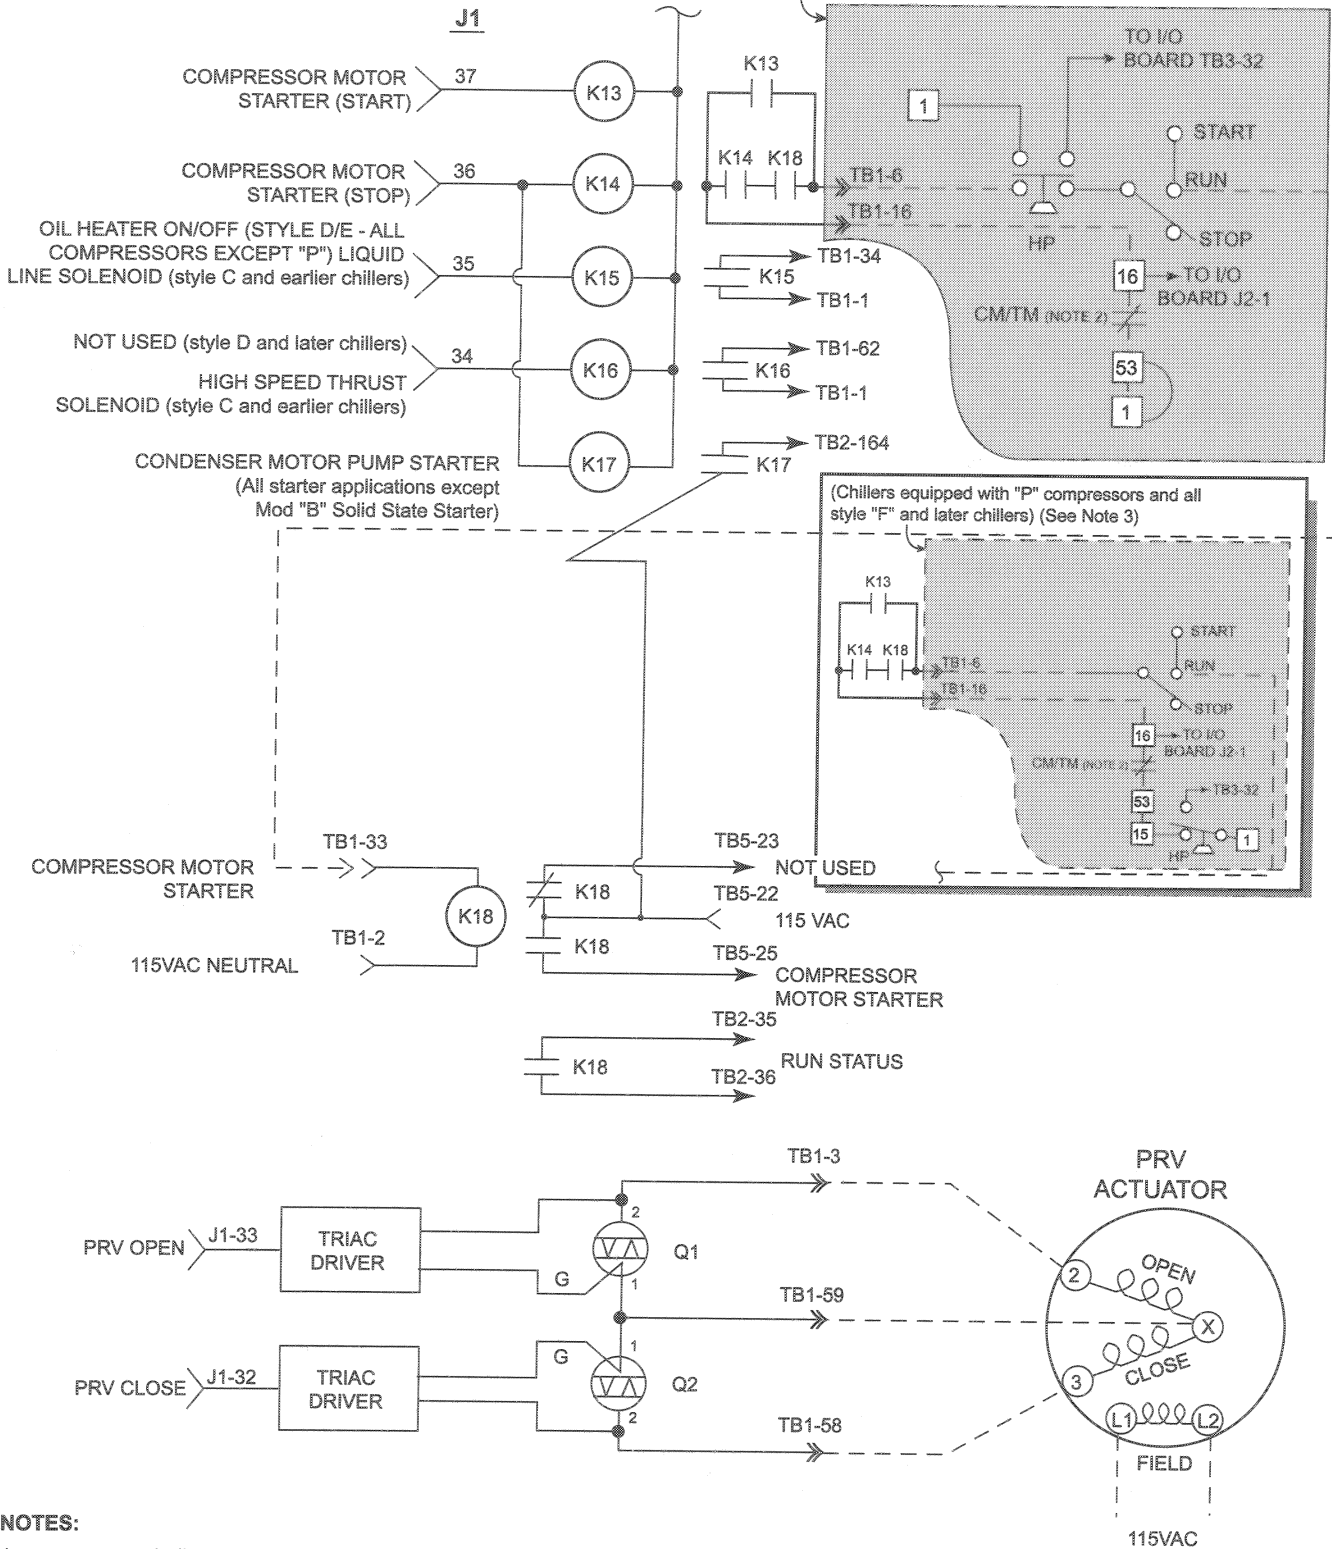 J1
COMPRESSOR MOTOR
STARTER (START)
37
K13
COMPRESSOR MOTOR
STARTER (STOP)
36
K14
OIL HEATER ON/OFF (STYLE D/E - ALL
COMPRESSORS EXCEPT "P") LIQUID
LINE SOLENOID (style C and earlier chillers)
35
K15
NOT USED (style D and later chillers)
34
K16
HIGH SPEED THRUST
SOLENOID (style C and earlier chillers)
CONDENSER MOTOR PUMP STARTER
(All starter applications except
Mod "B" Solid State Starter)
K17
K13
K14 K18
TB1-6
TB1-16
TB1-34
K15
TB1-1
TB1-62
K16
TB1-1
TB2-164
K17
TO I/O
BOARD TB3-32
1
START
RUN
STOP
HP
16
TO I/O
BOARD J2-1
CM/TM (NOTE 2)
53
1
(Chillers equipped with "P" compressors and all
style "F" and later chillers) (See Note 3)
K13
K14 K18
TB1-6
TB1-16
START
RUN
STOP
16
TO I/O
BOARD J2-1
CM/TM (NOTE 2)
53
TB3-32
15
HP
1
TB1-33
COMPRESSOR MOTOR
STARTER
K18
TB1-2
115VAC NEUTRAL
TB5-23
NOT USED
K18
TB5-22
115 VAC
K18
TB5-25
COMPRESSOR
MOTOR STARTER
TB2-35
K18
RUN STATUS
TB2-36
PRV OPEN
J1-33
TRIAC
DRIVER
G
2
1
Q1
TB1-3
TB1-59
PRV
ACTUATOR
2
OPEN
X
CLOSE
3
L1
L2
FIELD
115VAC
PRV CLOSE
J1-32
TRIAC
DRIVER
G
1
2
Q2
TB1-58
NOTES: